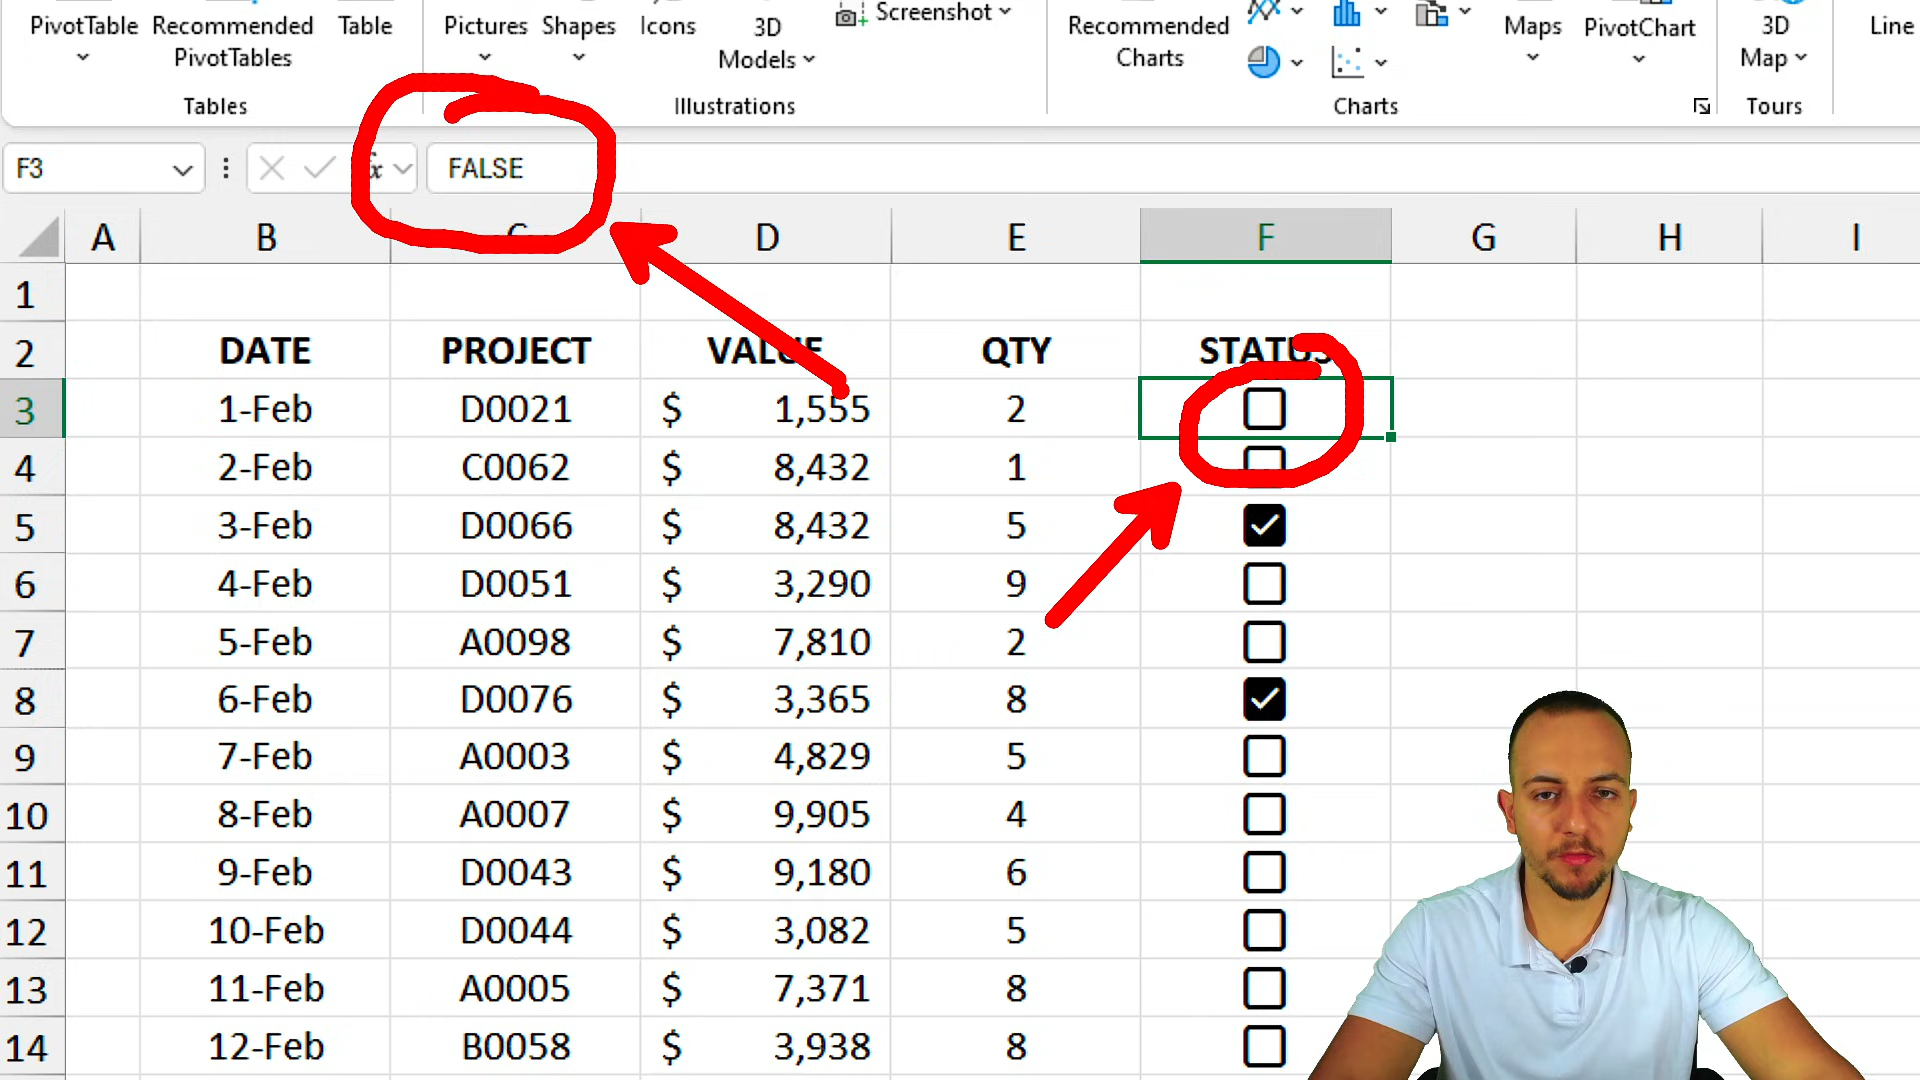 PivotTable Recommended PivotTables Table
Pictures Shapes Icons 3D Models
Screenshot
Recommended Charts
Maps PivotChart 3D Map Line
Tables Illustrations Charts Tours
F3 FALSE
A B C D E F G H I
1
2 DATE PROJECT VALUE QTY STATUS
3 1-Feb D0021 $ 1,555 2
4 2-Feb C0062 $ 8,432 1
5 3-Feb D0066 $ 8,432 5
6 4-Feb D0051 $ 3,290 9
7 5-Feb A0098 $ 7,810 2
8 6-Feb D0076 $ 3,365 8
9 7-Feb A0003 $ 4,829 5
10 8-Feb A0007 $ 9,905 4
11 9-Feb D0043 $ 9,180 6
12 10-Feb D0044 $ 3,082 5
13 11-Feb A0005 $ 7,371 8
14 12-Feb B0058 $ 3,938 8